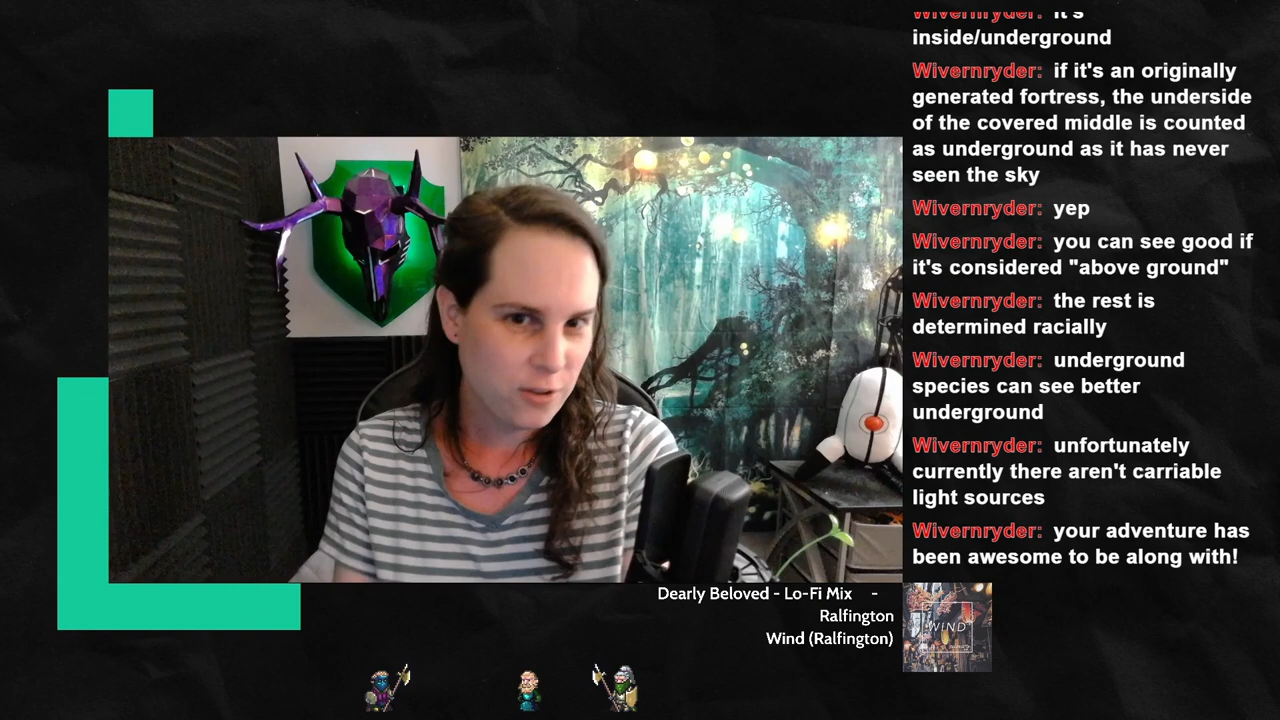 Wivernryder: it's
inside/underground
Wivernryder: if it's an originally
generated fortress, the underside
of the covered middle is counted
as underground as it has never
seen the sky
Wivernryder: yep
Wivernryder: you can see good if
it's considered "above ground"
Wivernryder: the rest is
determined racially
Wivernryder: underground
species can see better
underground
Wivernryder: unfortunately
currently there aren't carriable
light sources
Wivernryder: your adventure has
been awesome to be along with!
Dearly Beloved - Lo-Fi Mix -
Ralfington
Wind (Ralfington)
WIND